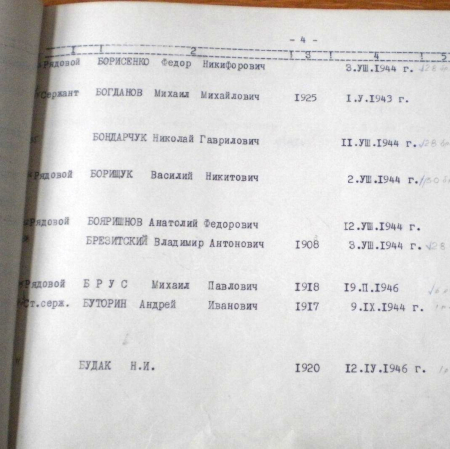 - 4 -
1 2 3 4 5
Рядовой БОРИСЕНКО Федор Никифорович 3.УШ.1944 г.
Сержант БОГДАНОВ Михаил Михайлович 1925 1.У.1943 г.
БОНДАРЧУК Николай Гаврилович 11.УШ.1944 г.
Рядовой БОРИЩУК Василий Никитович 2.УШ.1944 г.
Рядовой БОЯРИШНОВ Анатолий Федорович 12.УШ.1944 г.
БРЕЗИТСКИЙ Владимир Антонович 1908 3.УШ.1944 г.
Рядовой Б Р У С Михаил Павлович 1918 19.П.1946
Ст.серж. БУТОРИН Андрей Иванович 1917 9.IX.1944 г.
БУДАК Н.И. 1920 12.IУ.1946 г.